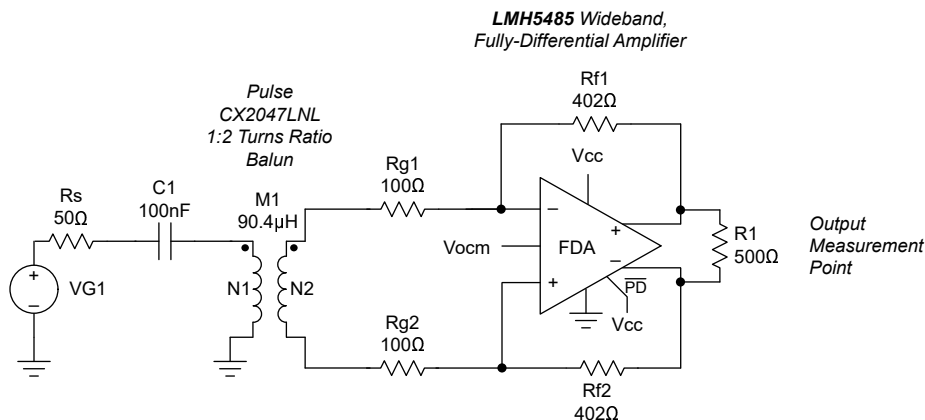 LMH5485 Wideband,
Fully-Differential Amplifier
Rf1
402Ω
Pulse
CX2047LNL
1:2 Turns Ratio
Balun
Vcc
Rg1
100Ω
C1
100nF
M1
90.4µH
Rs
50Ω
−
+
R1
500Ω
Output
Measurement
Point
Vocm
FDA
+
−
VG1
+
−
N1
N2
PD
Vcc
Rg2
100Ω
Rf2
402Ω